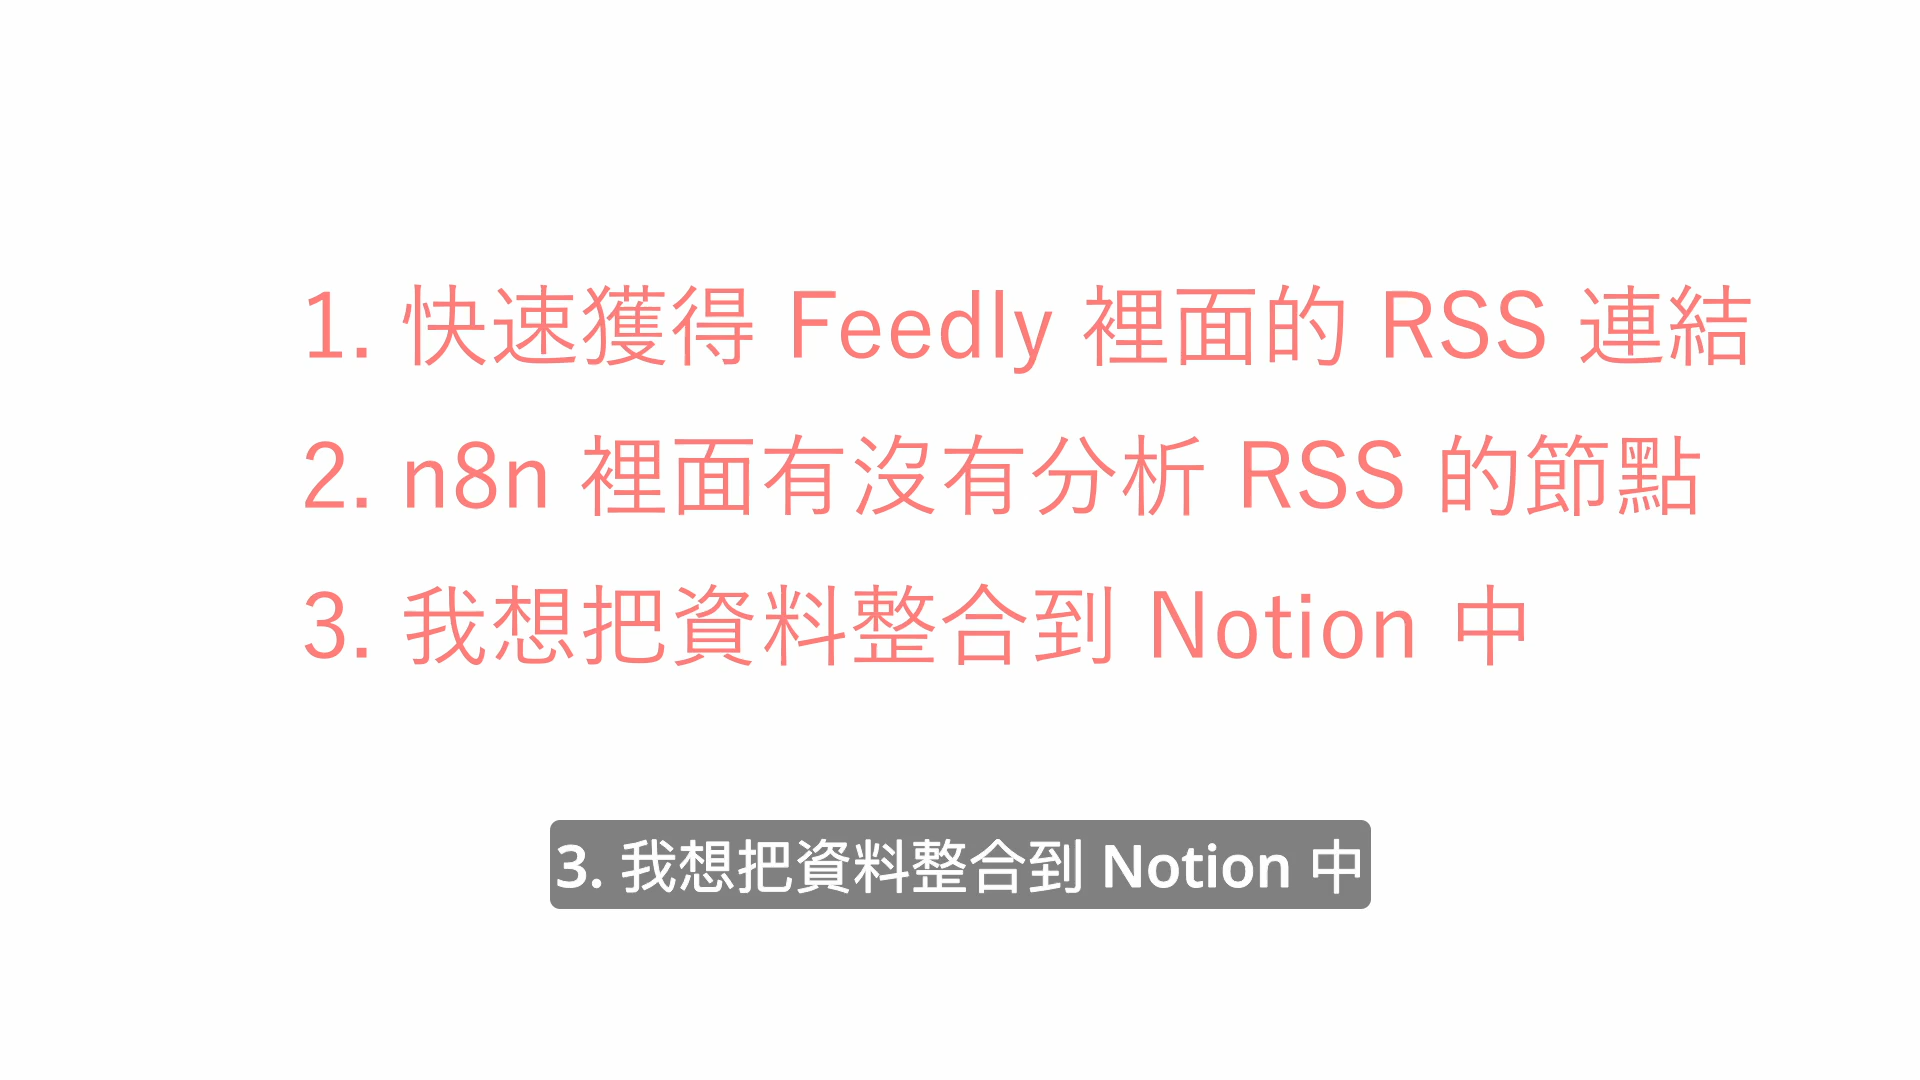 1. 快速獲得 Feedly 裡面的 RSS 連結
2. n8n 裡面有沒有分析 RSS 的節點
3. 我想把資料整合到 Notion 中
3. 我想把資料整合到 Notion 中